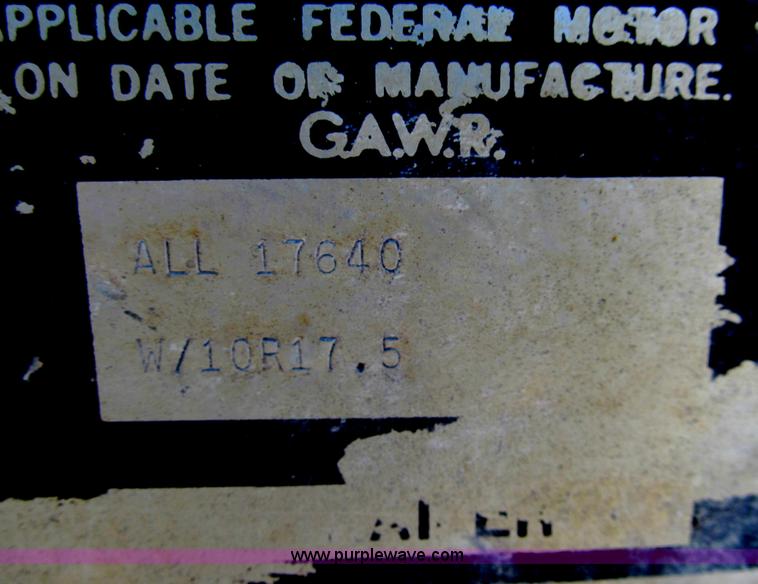 APPLICABLE FEDERAL MOTOR
ON DATE OF MANUFACTURE.
G.A.W.R.
ALL 17640
W/10R17.5
www.purplewave.com